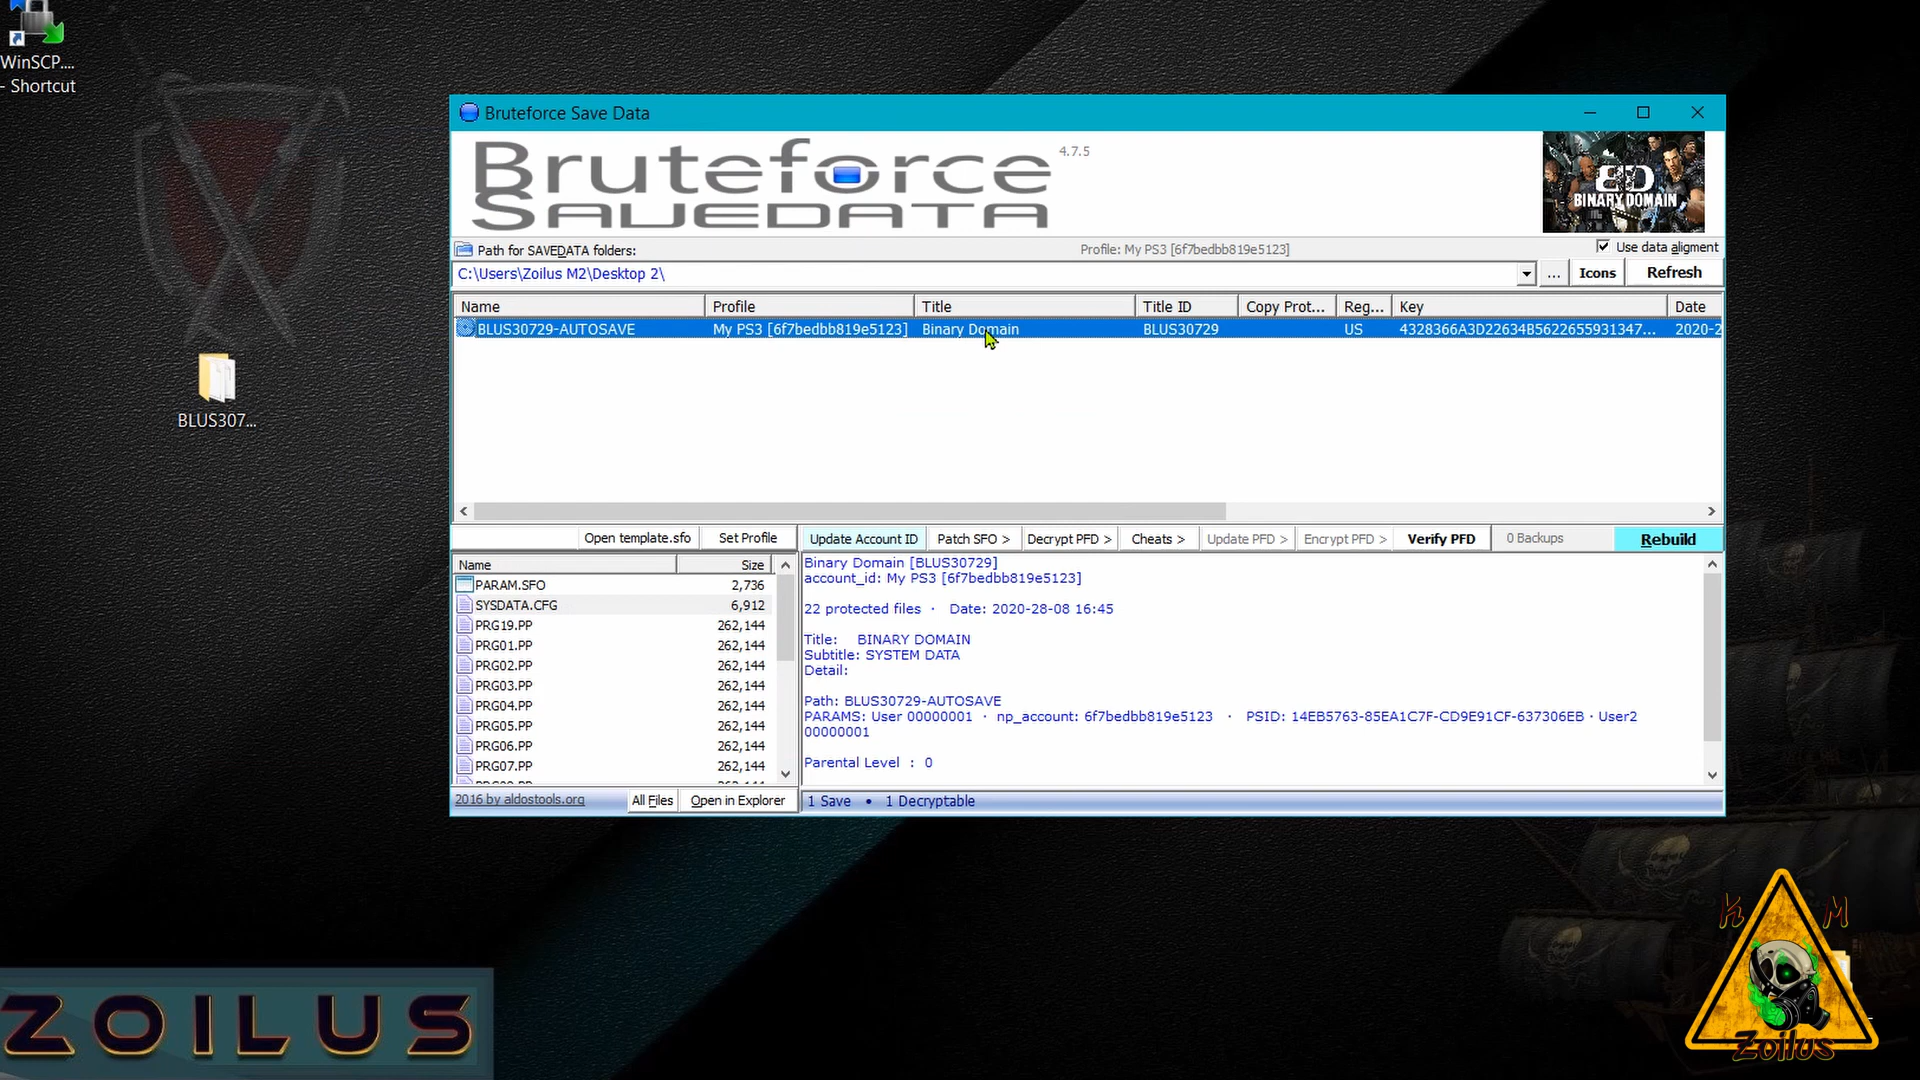 WinSCP....
- Shortcut
BLUS307...
Bruteforce Save Data
Bruteforce
SAVEDATA
4.7.5
BD
BINARY DOMAIN
Path for SAVEDATA folders:
Profile: My PS3 [6f7bedbb819e5123]
Use data aligment
C:\Users\Zoilus M2\Desktop 2\
...
Icons
Refresh
Name Profile Title Title ID Copy Prot... Reg... Key Date
BLUS30729-AUTOSAVE My PS3 [6f7bedbb819e5123] Binary Domain BLUS30729 US 4328366A3D22634B5622655931347... 2020-2
Open template.sfo Set Profile Update Account ID Patch SFO > Decrypt PFD > Cheats > Update PFD > Encrypt PFD > Verify PFD 0 Backups Rebuild
Name Size
PARAM.SFO 2,736
SYSDATA.CFG 6,912
PRG19.PP 262,144
PRG01.PP 262,144
PRG02.PP 262,144
PRG03.PP 262,144
PRG04.PP 262,144
PRG05.PP 262,144
PRG06.PP 262,144
PRG07.PP 262,144
Binary Domain [BLUS30729]
account_id: My PS3 [6f7bedbb819e5123]
22 protected files · Date: 2020-28-08 16:45
Title: BINARY DOMAIN
Subtitle: SYSTEM DATA
Detail:
Path: BLUS30729-AUTOSAVE
PARAMS: User 00000001 · np_account: 6f7bedbb819e5123 · PSID: 14EB5763-85EA1C7F-CD9E91CF-637306EB · User2
00000001
Parental Level : 0
2016 by aldostools.org
All Files
Open in Explorer
1 Save • 1 Decryptable
ZOILUS
M
Zoilus